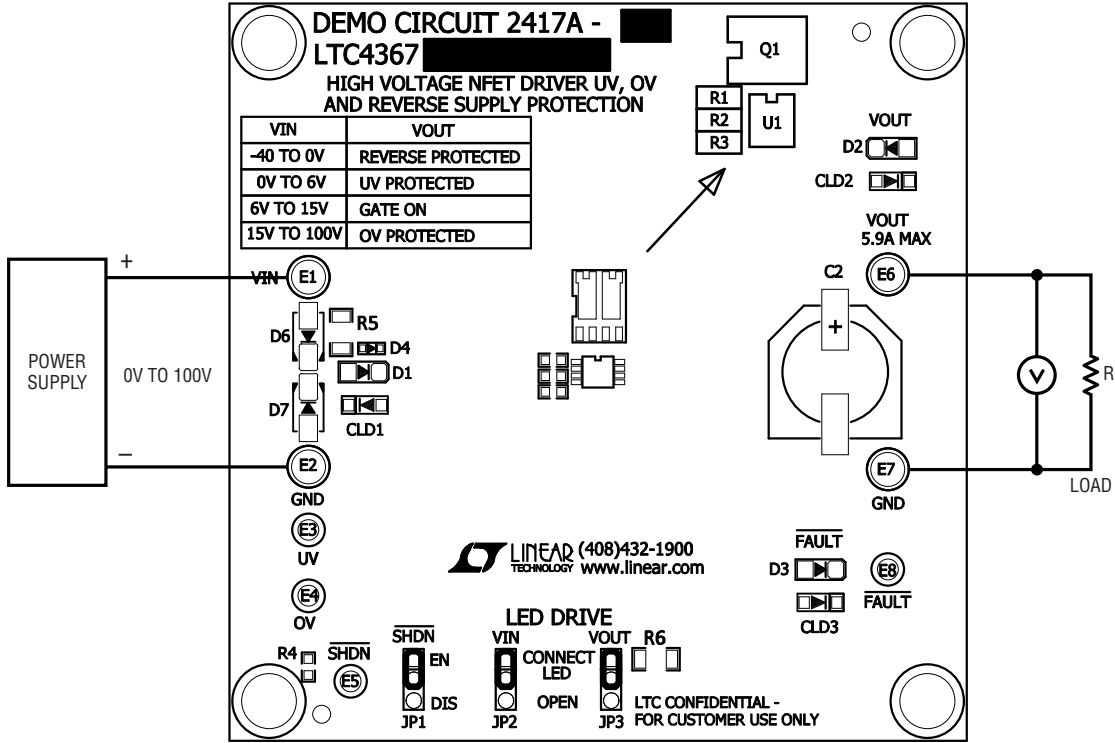 DEMO CIRCUIT 2417A -
LTC4367
HIGH VOLTAGE NFET DRIVER UV, OV
AND REVERSE SUPPLY PROTECTION
VIN VOUT
-40 TO 0V REVERSE PROTECTED
0V TO 6V UV PROTECTED
6V TO 15V GATE ON
15V TO 100V OV PROTECTED
Q1
R1
R2
R3
U1
VOUT
D2
CLD2
VOUT
5.9A MAX
E6
C2
+
+
VIN
E1
D6
R5
D4
D1
D7
CLD1
POWER
SUPPLY
0V TO 100V
–
E2
GND
E3
UV
E4
OV
R4
SHDN
E5
V
R
LOAD
E7
GND
LINEAR
TECHNOLOGY
(408)432-1900
www.linear.com
FAULT
D3
E8
FAULT
CLD3
LED DRIVE
SHDN
EN
DIS
JP1
VIN
CONNECT
LED
OPEN
JP2
VOUT
R6
JP3
LTC CONFIDENTIAL -
FOR CUSTOMER USE ONLY